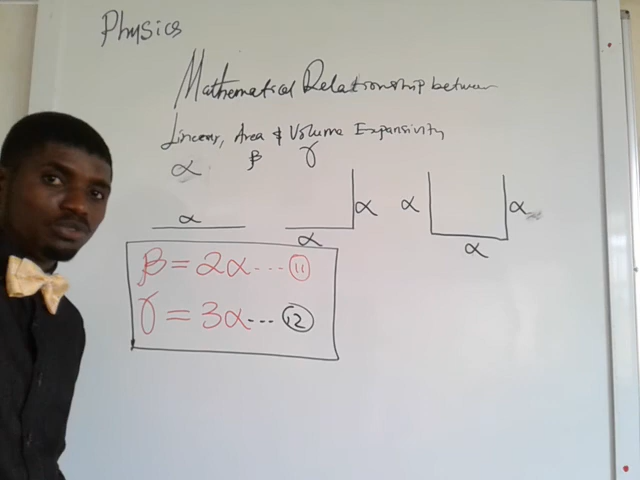 Physics
Mathematical Relationship between
Linear, Area & Volume Expansivity
α β γ
α
α α
α α α
β = 2α --- (11)
γ = 3α --- (12)